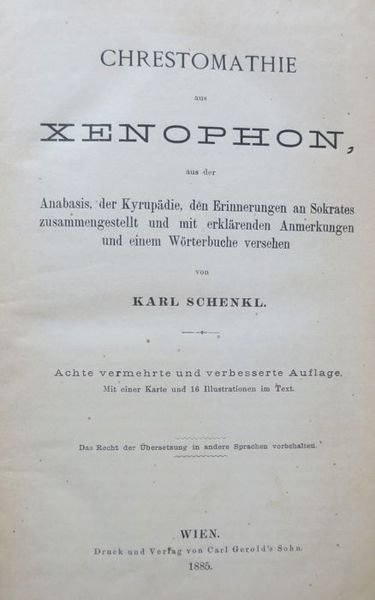 CHRESTOMATHIE
aus
XENOPHON,
aus der
Anabasis, der Kyrupädie, den Erinnerungen an Sokrates
zusammengestellt und mit erklärenden Anmerkungen
und einem Wörterbuche versehen
von
KARL SCHENKL.
Achte vermehrte und verbesserte Auflage.
Mit einer Karte und 16 Illustrationen im Text.
Das Recht der Übersetzung in andere Sprachen vorbehalten.
WIEN.
Druck und Verlag von Carl Gerold's Sohn.
1885.